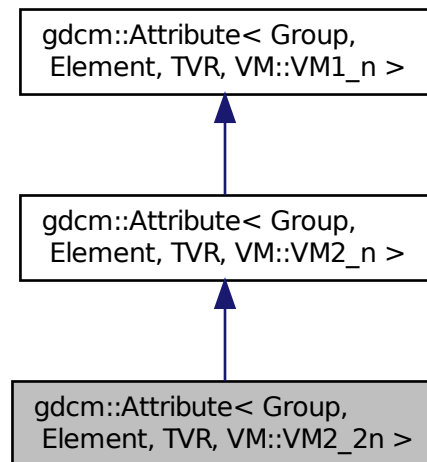 gdcm::Attribute< Group,
Element, TVR, VM::VM1_n >
gdcm::Attribute< Group,
Element, TVR, VM::VM2_n >
gdcm::Attribute< Group,
Element, TVR, VM::VM2_2n >